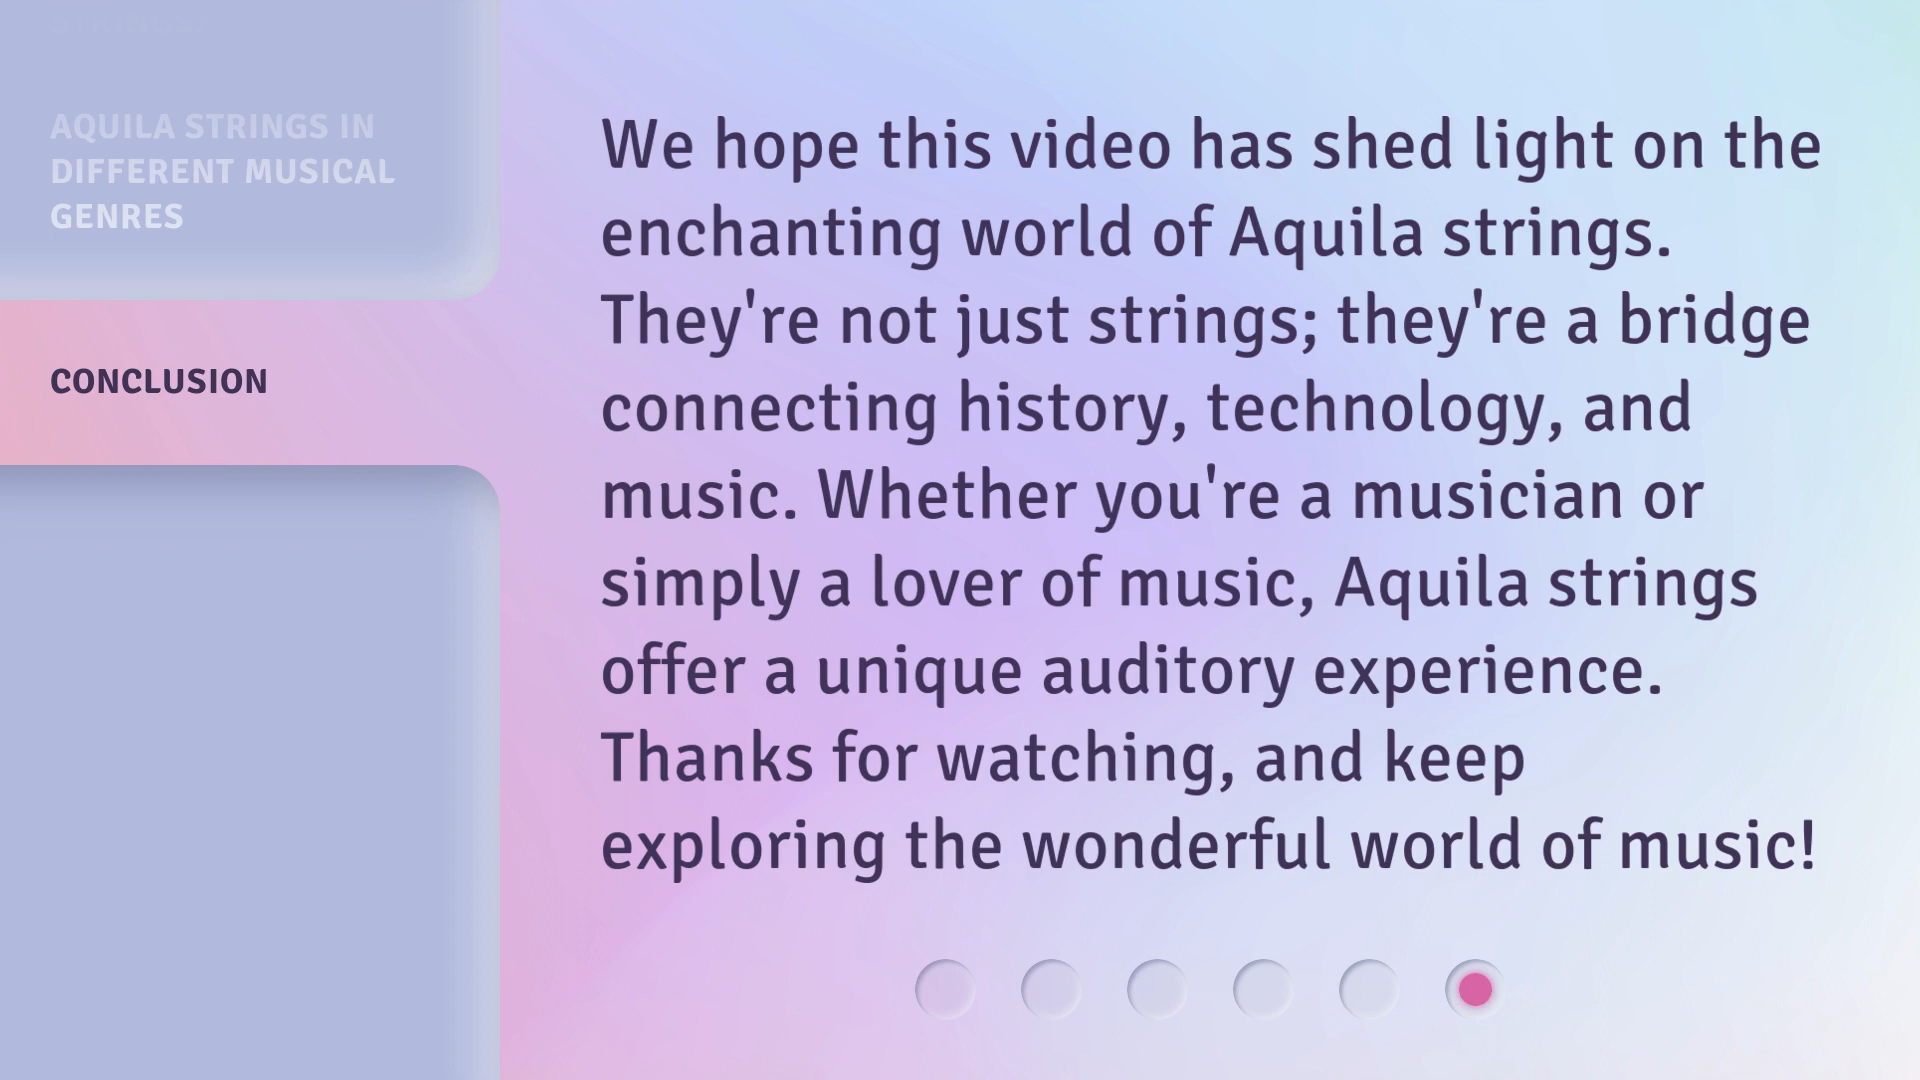 AQUILA STRINGS IN
DIFFERENT MUSICAL
GENRES
CONCLUSION
We hope this video has shed light on the
enchanting world of Aquila strings.
They're not just strings; they're a bridge
connecting history, technology, and
music. Whether you're a musician or
simply a lover of music, Aquila strings
offer a unique auditory experience.
Thanks for watching, and keep
exploring the wonderful world of music!